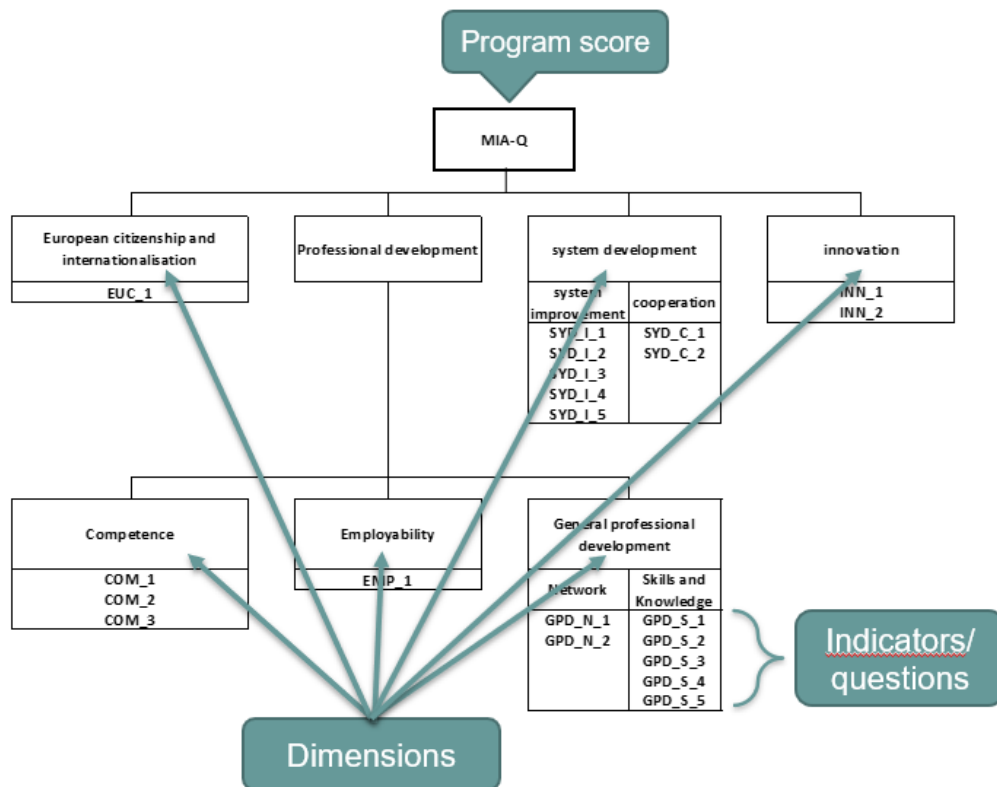 Program score
MIA-Q
European citizenship and
internationalisation
EUC_1
Professional development
system development
system
improvement
SYD_I_1
SYD_I_2
SYD_I_3
SYD_I_4
SYD_I_5
cooperation
SYD_C_1
SYD_C_2
innovation
INN_1
INN_2
Competence
COM_1
COM_2
COM_3
Employability
EMP_1
General professional
development
Network
GPD_N_1
GPD_N_2
Skills and
Knowledge
GPD_S_1
GPD_S_2
GPD_S_3
GPD_S_4
GPD_S_5
Indicators/
questions
Dimensions